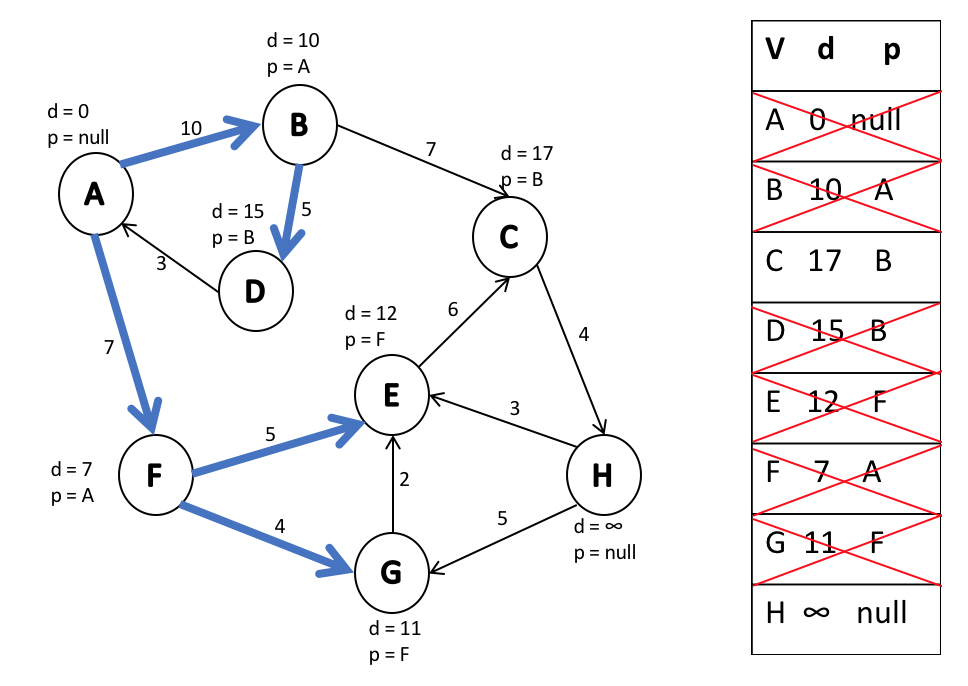 d = 10
p = A
d = 0
p = null
10
B
7
d = 17
p = B
A
d = 15
p = B
5
C
3
D
d = 12
p = F
6
4
7
E
3
5
F
d = 7
p = A
2
H
4
5
d = ∞
p = null
G
d = 11
p = F
V d p
A 0 null
B 10 A
C 17 B
D 15 B
E 12 F
F 7 A
G 11 F
H ∞ null